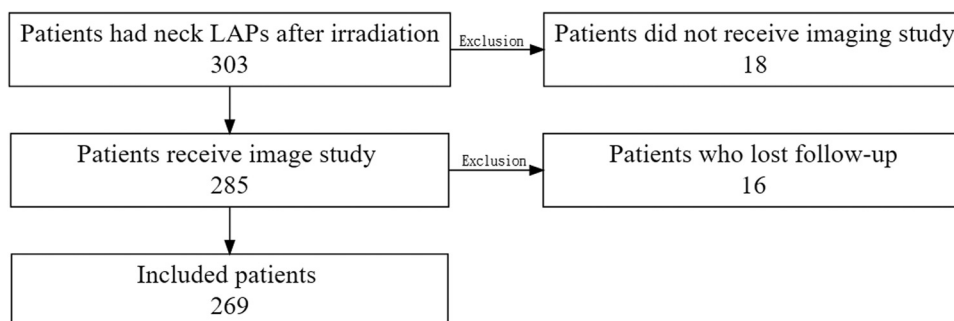 Patients had neck LAPs after irradiation
303
Exclusion
Patients did not receive imaging study
18
Patients receive image study
285
Exclusion
Patients who lost follow-up
16
Included patients
269